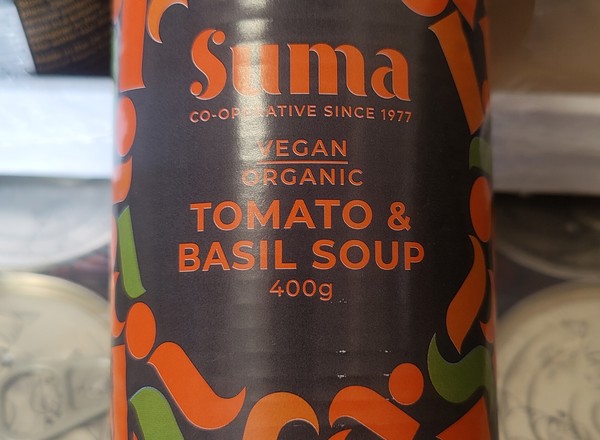 suma
CO-OPERATIVE SINCE 1977
VEGAN
ORGANIC
TOMATO &
BASIL SOUP
400g